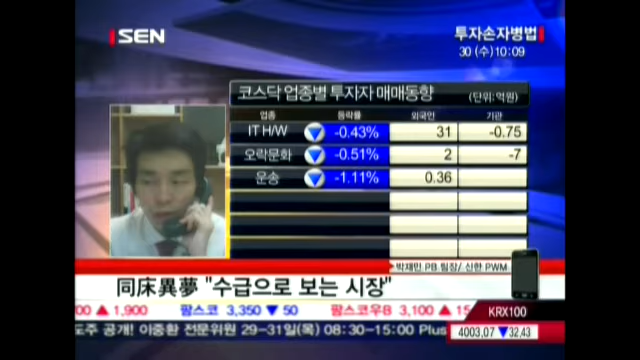 SEN
투자손자병법
30 (수) 10:09
코스닥 업종별 투자자 매매동향 (단위:억원)
업종 등락률 외국인 기관
IT H/W ▼ -0.43% 31 -0.75
오락문화 ▼ -0.51% 2 -7
운송 ▼ -1.11% 0.36
박재민 PB 팀장/ 신한 PWM
同床異夢 "수급으로 보는 시장"
▲ 1,900 팜스코 3,350 ▼ 50 팜스코우B 3,100 ▲ 15
KRX100
도주 공개! 이중환 전문위원 29-31일(목) 08:30-15:00 Plus
4003,07 ▼32,43